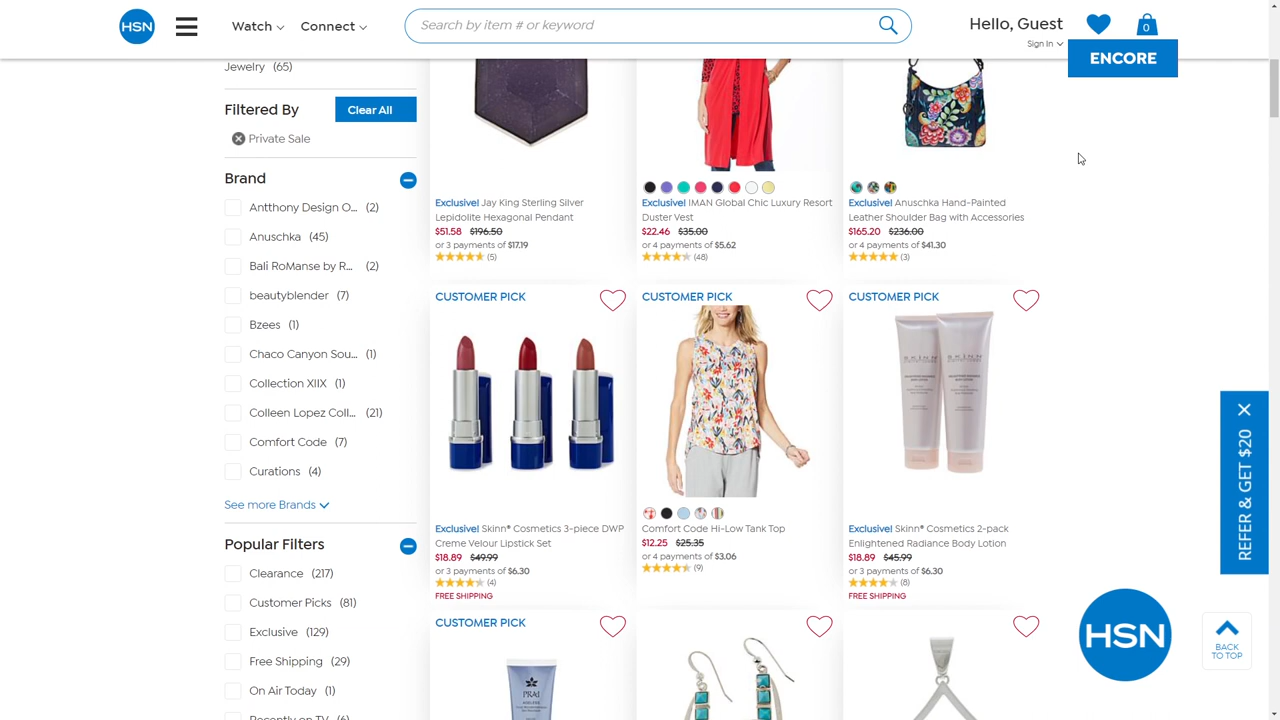 HSN
Watch
Connect
Search by item # or keyword
Hello, Guest
Sign In
0
ENCORE
Jewelry (65)
Filtered By
Clear All
Private Sale
Brand
Antthony Design O... (2)
Anuschka (45)
Bali RoManse by R... (2)
beautyblender (7)
Bzees (1)
Chaco Canyon Sou... (1)
Collection XIIX (1)
Colleen Lopez Coll... (21)
Comfort Code (7)
Curations (4)
See more Brands
Popular Filters
Clearance (217)
Customer Picks (81)
Exclusive (129)
Free Shipping (29)
On Air Today (1)
Recently on TV (6)
Exclusive! Jay King Sterling Silver
Lepidolite Hexagonal Pendant
$51.58 $196.50
or 3 payments of $17.19
(5)
Exclusive! IMAN Global Chic Luxury Resort
Duster Vest
$22.46 $35.00
or 4 payments of $5.62
(48)
Exclusive! Anuschka Hand-Painted
Leather Shoulder Bag with Accessories
$165.20 $236.00
or 4 payments of $41.30
(3)
CUSTOMER PICK
Exclusive! Skinn® Cosmetics 3-piece DWP
Creme Velour Lipstick Set
$18.89 $49.99
or 3 payments of $6.30
(4)
FREE SHIPPING
CUSTOMER PICK
Comfort Code Hi-Low Tank Top
$12.25 $25.35
or 4 payments of $3.06
(9)
CUSTOMER PICK
SKINN
SKINN
Exclusive! Skinn® Cosmetics 2-pack
Enlightened Radiance Body Lotion
$18.89 $45.99
or 3 payments of $6.30
(8)
FREE SHIPPING
CUSTOMER PICK
PRAI
AGELESS
REFER & GET $20
HSN
BACK
TO TOP